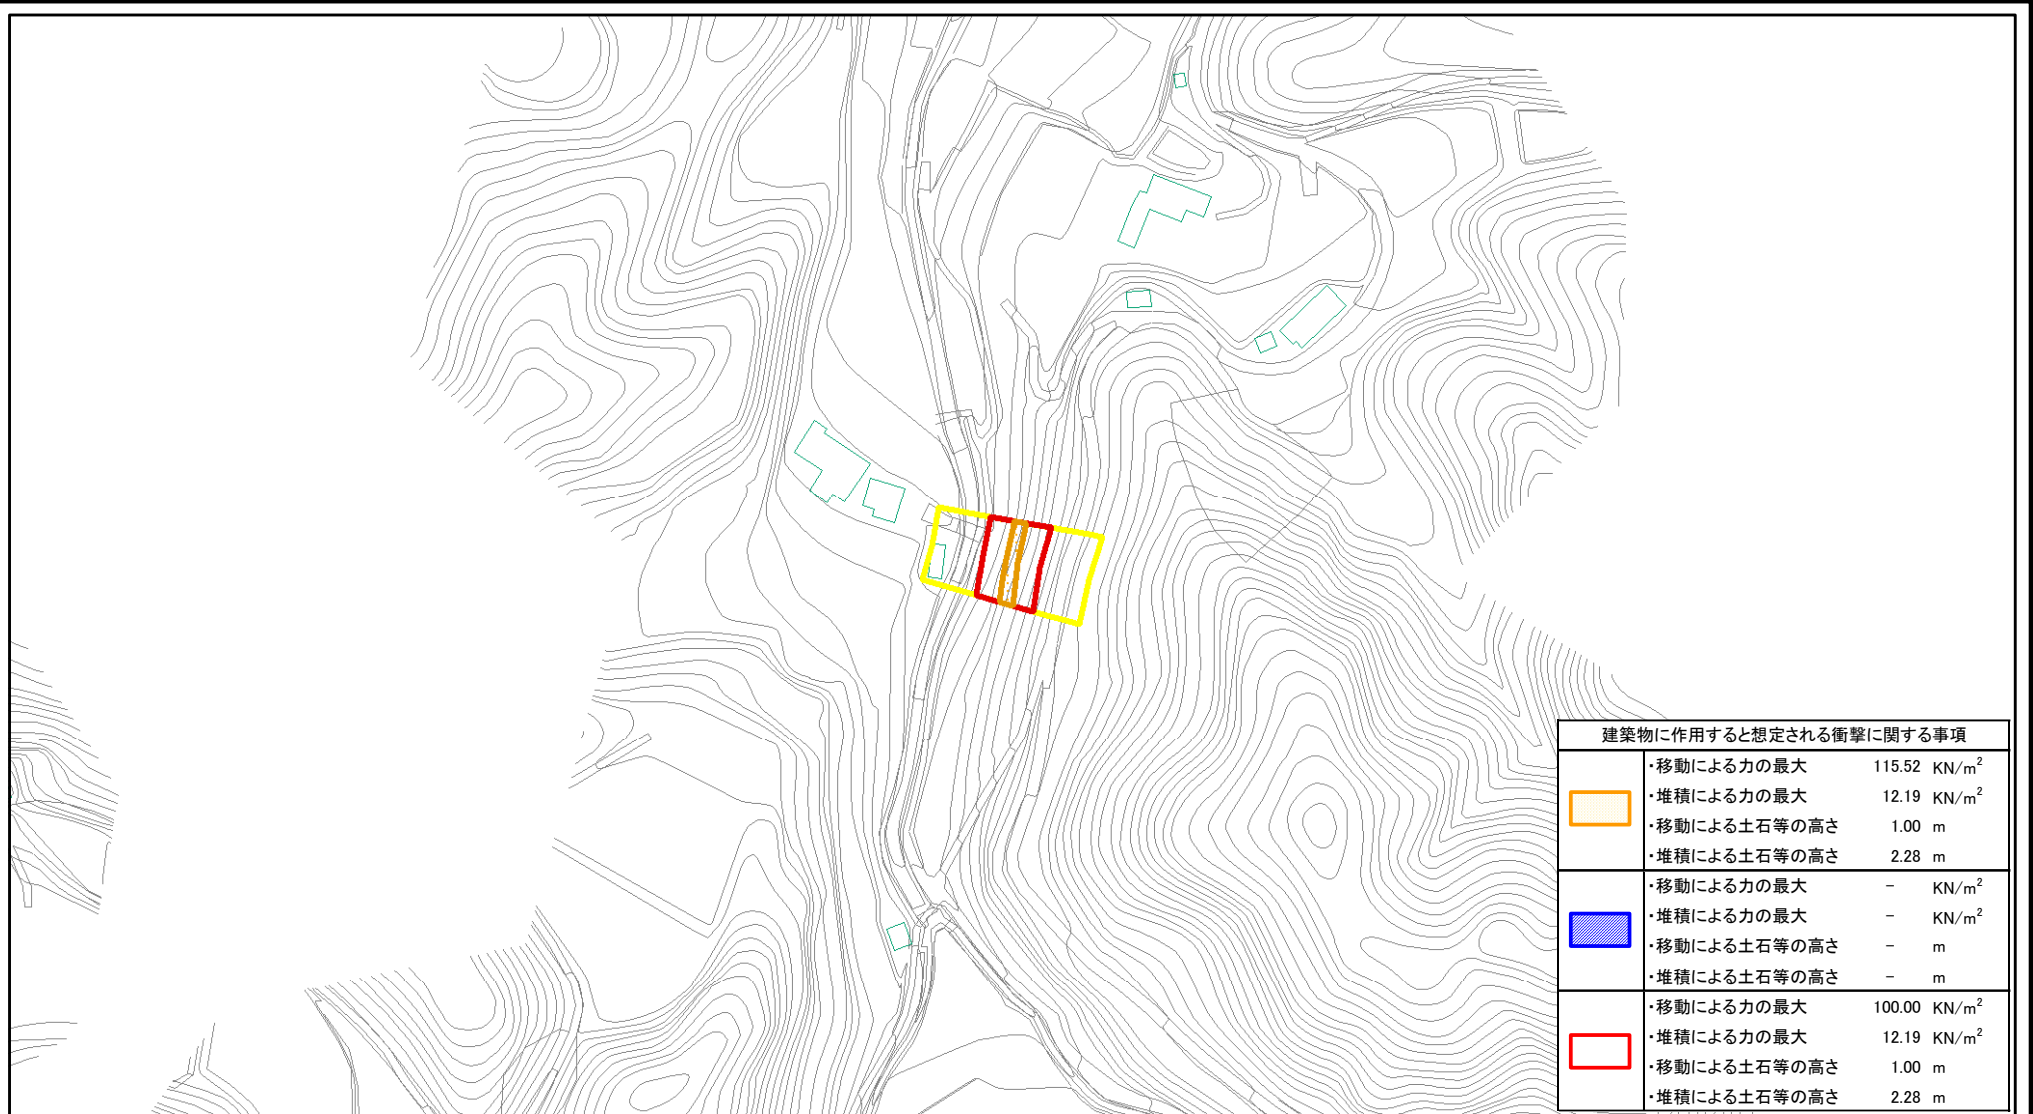 建築物に作用すると想定される衝撃に関する事項
・移動による力の最大 115.52 KN/m²
・堆積による力の最大 12.19 KN/m²
・移動による土石等の高さ 1.00 m
・堆積による土石等の高さ 2.28 m
・移動による力の最大 － KN/m²
・堆積による力の最大 － KN/m²
・移動による土石等の高さ － m
・堆積による土石等の高さ － m
・移動による力の最大 100.00 KN/m²
・堆積による力の最大 12.19 KN/m²
・移動による土石等の高さ 1.00 m
・堆積による土石等の高さ 2.28 m